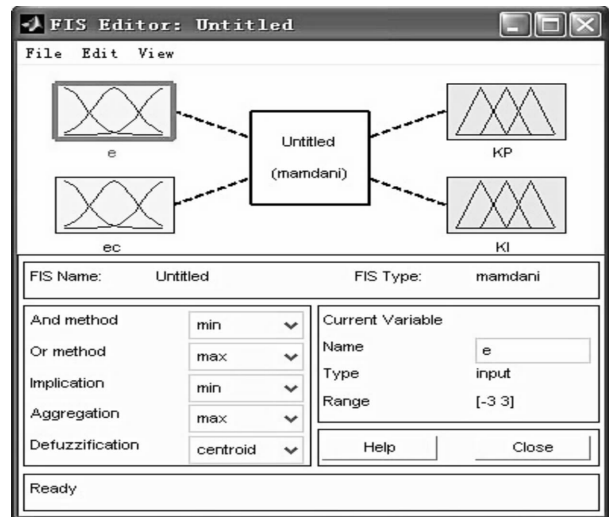 FIS Editor: Untitled
File Edit View
e
ec
Untitled
(mamdani)
KP
KI
FIS Name: Untitled FIS Type: mamdani
And method min
Or method max
Implication min
Aggregation max
Defuzzification centroid
Current Variable
Name e
Type input
Range [-3 3]
Help Close
Ready